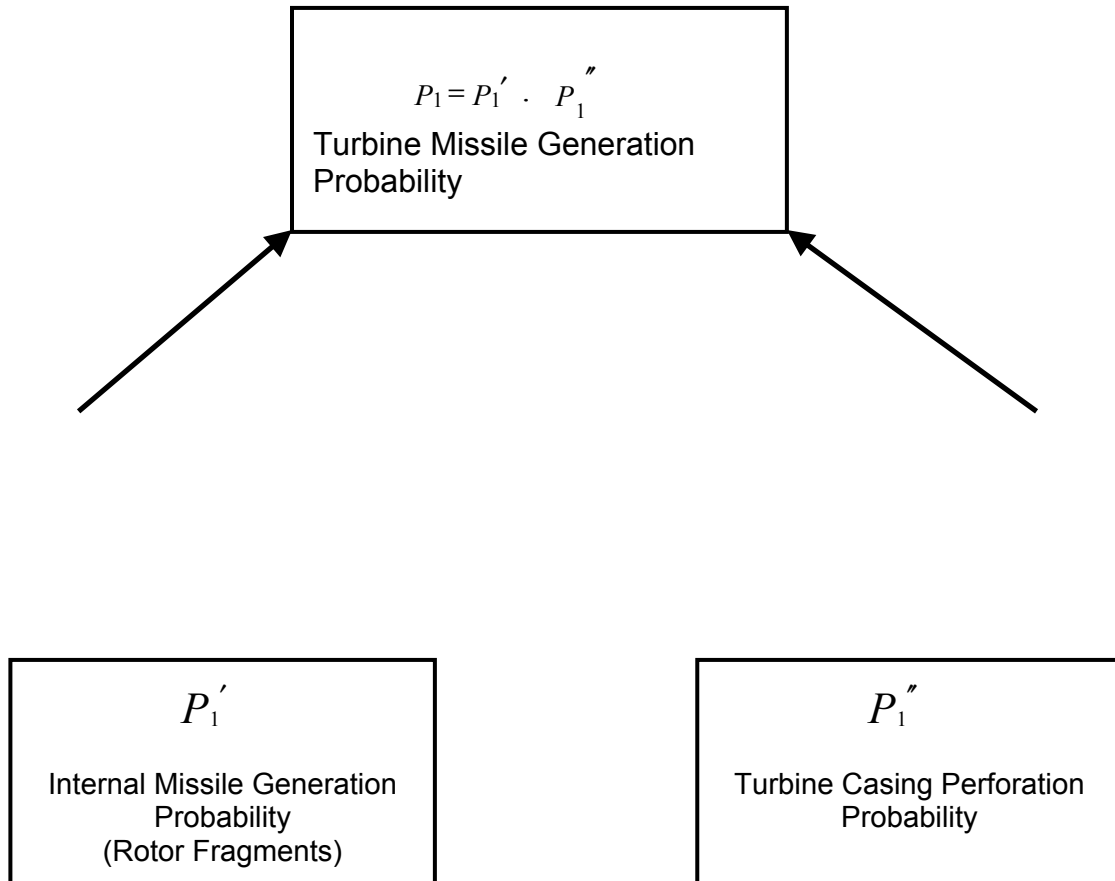 P₁ = P₁′ . P₁″
Turbine Missile Generation
Probability
P₁′
Internal Missile Generation
Probability
(Rotor Fragments)
P₁″
Turbine Casing Perforation
Probability